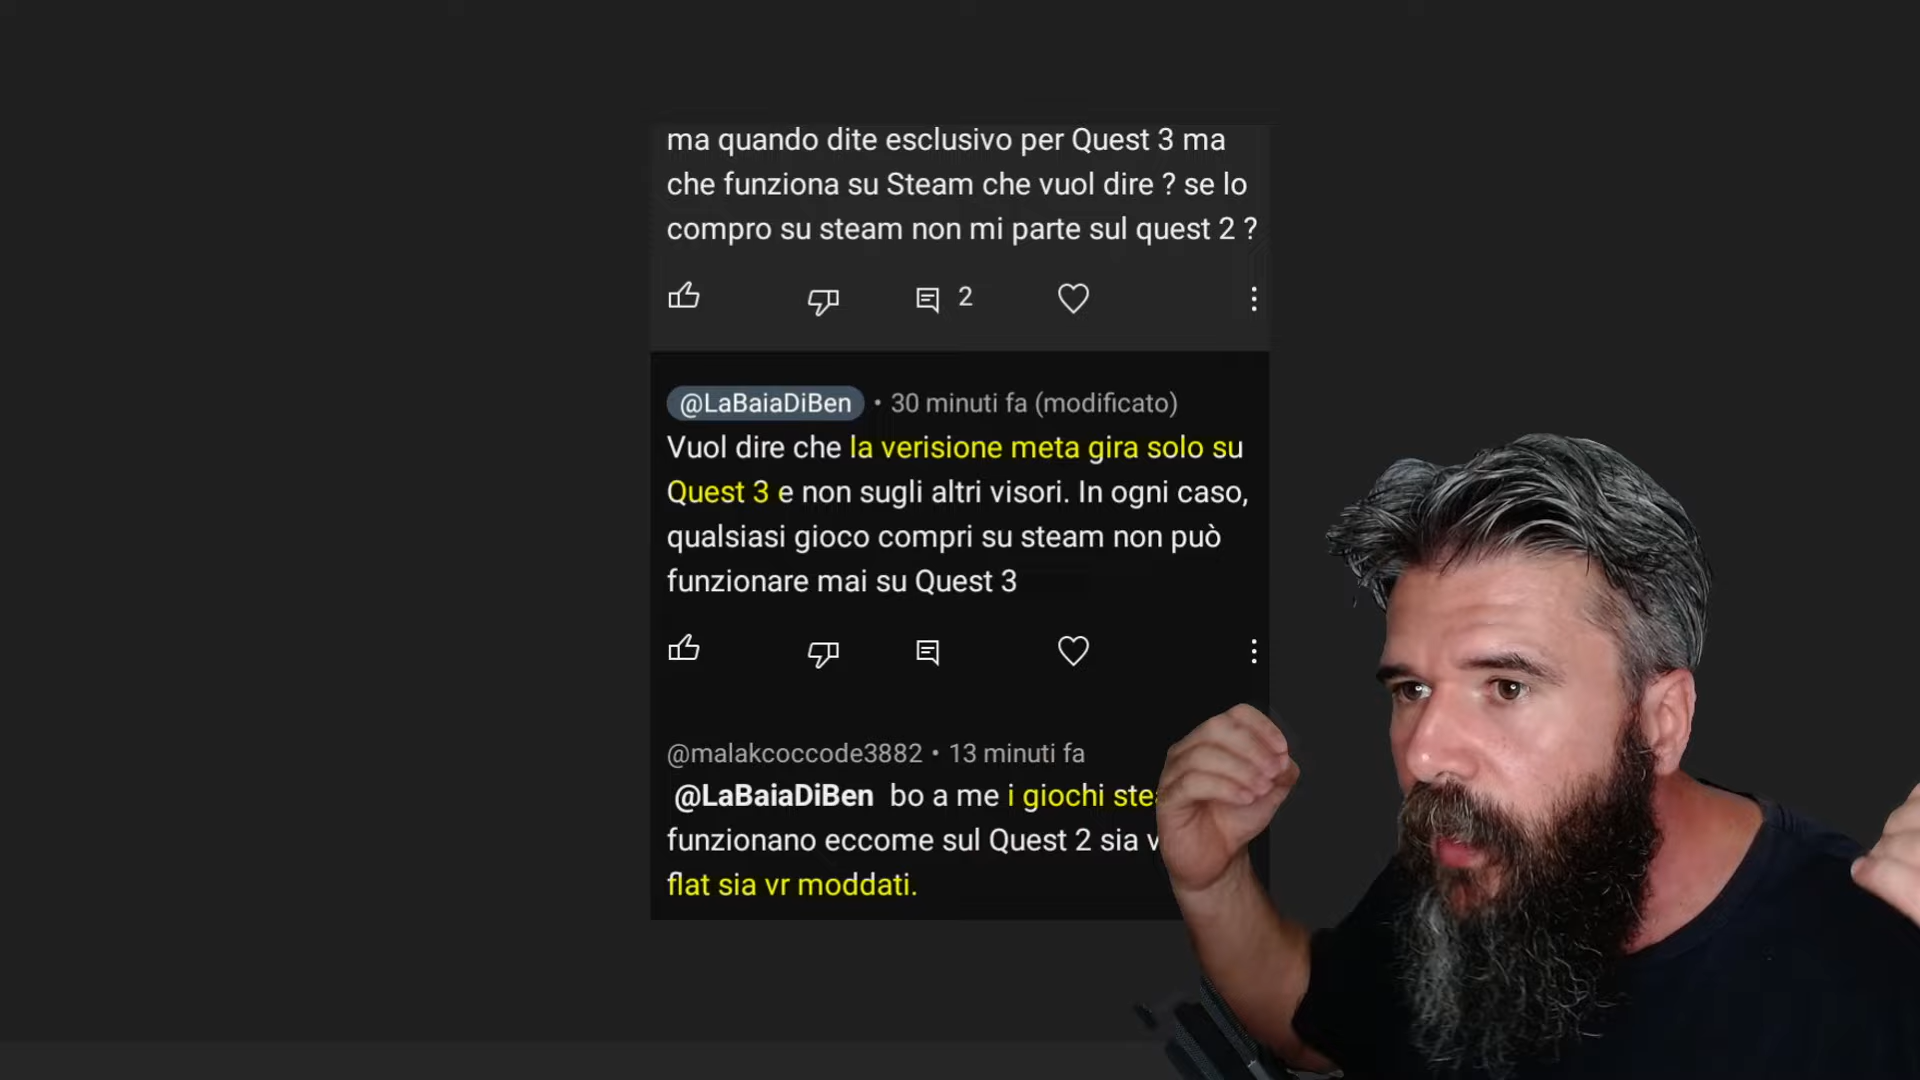 ma quando dite esclusivo per Quest 3 ma
che funziona su Steam che vuol dire ? se lo
compro su steam non mi parte sul quest 2 ?
2
@LaBaiaDiBen • 30 minuti fa (modificato)
Vuol dire che la verisione meta gira solo su
Quest 3 e non sugli altri visori. In ogni caso,
qualsiasi gioco compri su steam non può
funzionare mai su Quest 3
@malakcoccode3882 • 13 minuti fa
@LaBaiaDiBen bo a me i giochi
funzionano eccome sul Quest 2 sia
flat sia vr moddati.